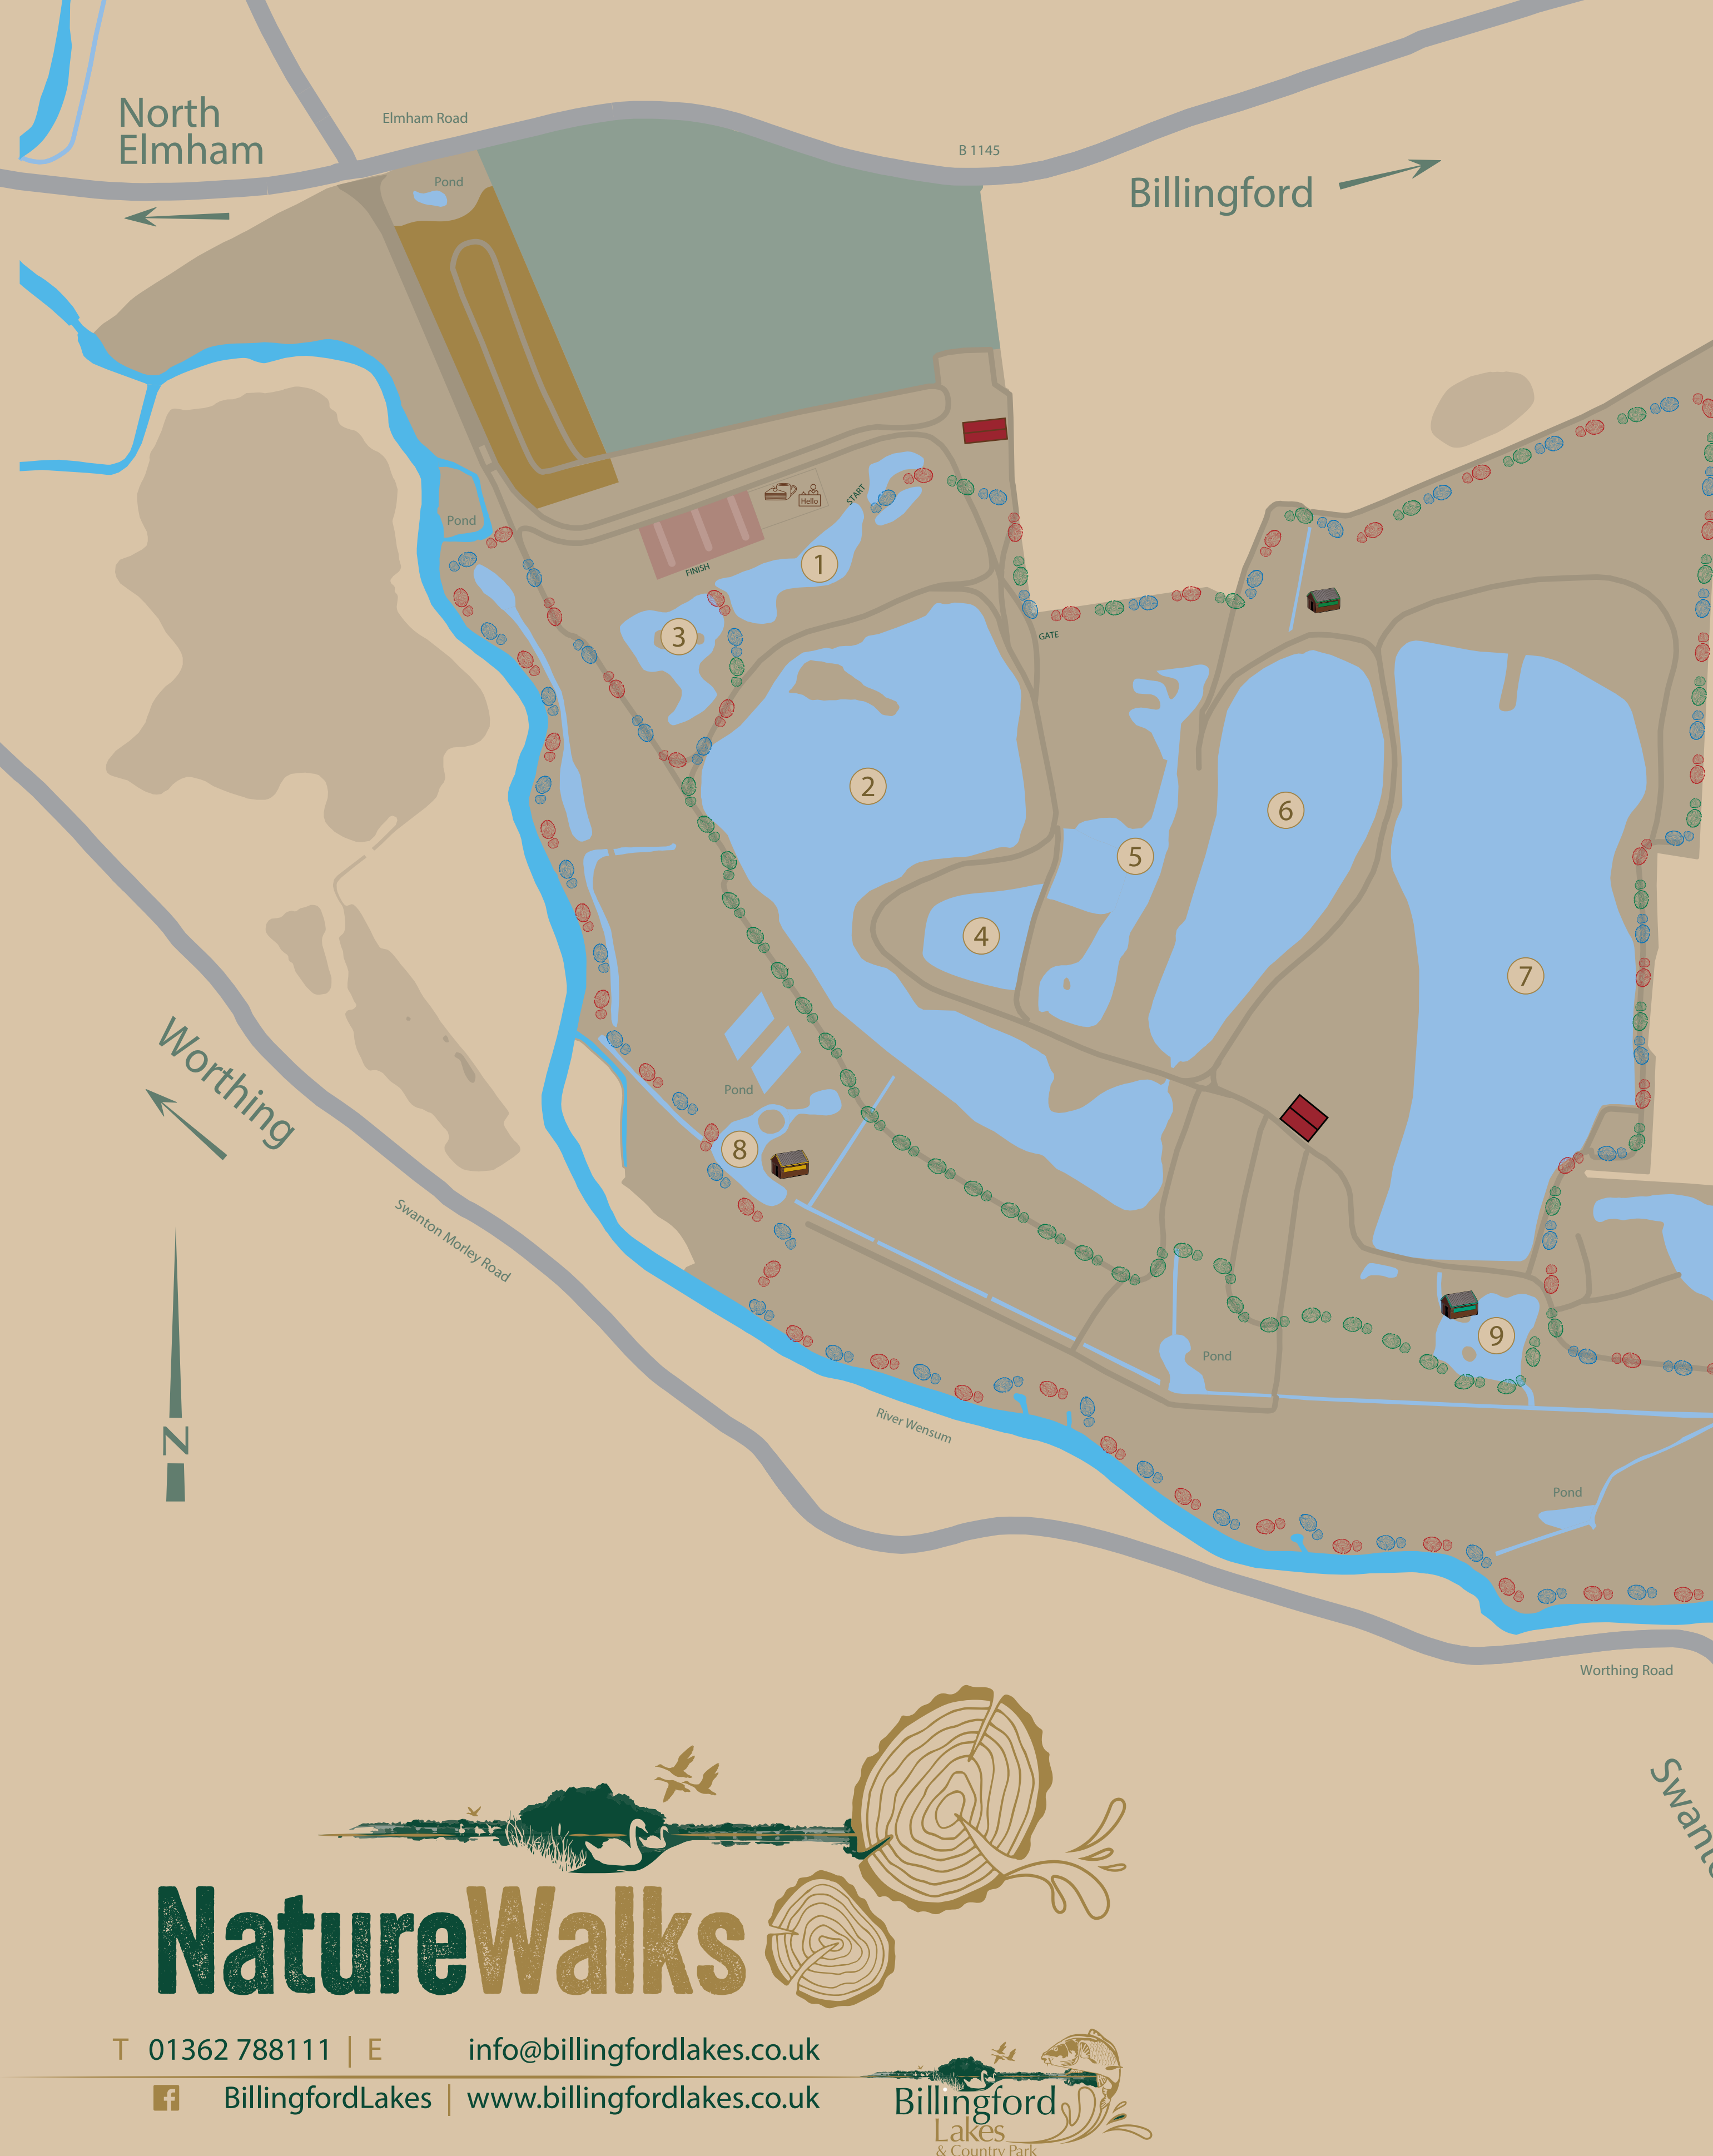 North
Elmham
Elmham Road
B 1145
Billingford
Pond
Hello
START
Pond
1
FINISH
3
GATE
2
6
5
4
7
Worthing
Pond
8
Swanton Morley Road
9
Pond
River Wensum
N
Pond
Worthing Road
NatureWalks
T 01362 788111 | E info@billingfordlakes.co.uk
BillingfordLakes | www.billingfordlakes.co.uk
Billingford
Lakes
& Country Park